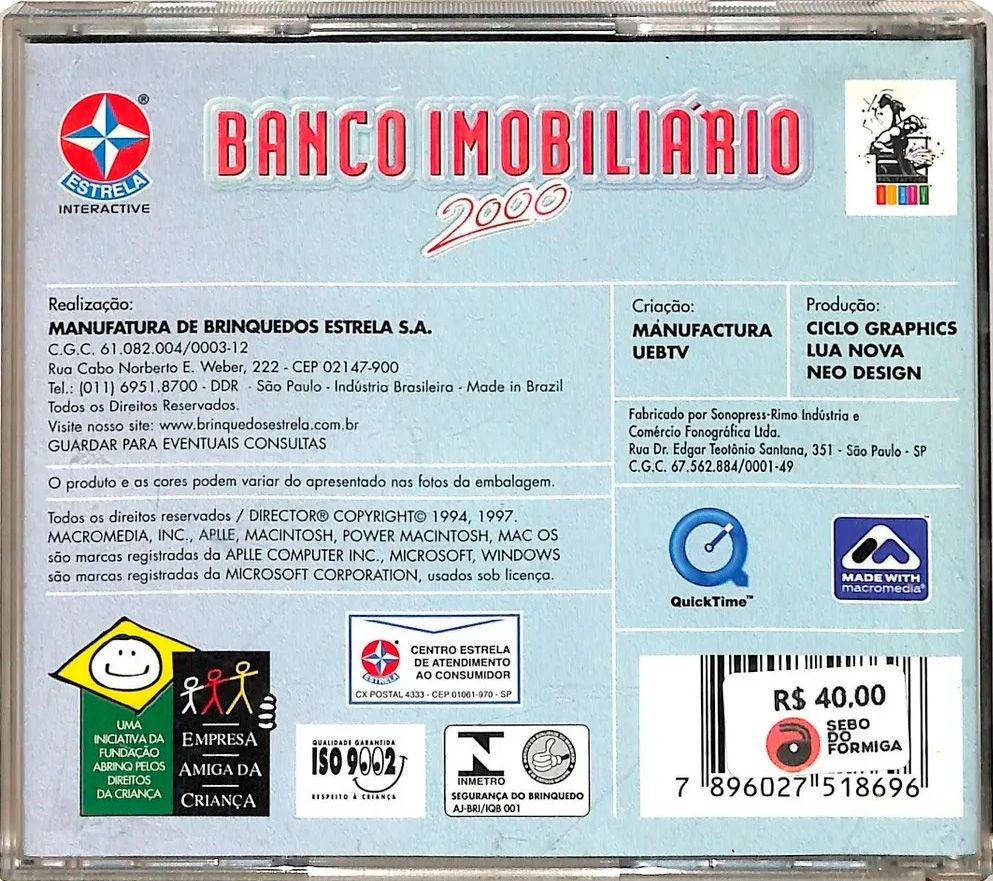 ESTRELA
®
INTERACTIVE
BANCO IMOBILIÁRIO
2000
UEBTV
Realização:
MANUFATURA DE BRINQUEDOS ESTRELA S.A.
C.G.C. 61.082.004/0003-12
Rua Cabo Norberto E. Weber, 222 - CEP 02147-900
Tel.: (011) 6951.8700 - DDR - São Paulo - Indústria Brasileira - Made in Brazil
Todos os Direitos Reservados.
Visite nosso site: www.brinquedosestrela.com.br
GUARDAR PARA EVENTUAIS CONSULTAS
O produto e as cores podem variar do apresentado nas fotos da embalagem.
Todos os direitos reservados / DIRECTOR® COPYRIGHT© 1994, 1997.
MACROMEDIA, INC., APLLE, MACINTOSH, POWER MACINTOSH, MAC OS
são marcas registradas da APLLE COMPUTER INC., MICROSOFT, WINDOWS
são marcas registradas da MICROSOFT CORPORATION, usados sob licença.
Criação:
MÁNUFACTURA
UEBTV
Produção:
CICLO GRAPHICS
LUA NOVA
NEO DESIGN
Fabricado por Sonopress-Rimo Indústria e
Comércio Fonográfica Ltda.
Rua Dr. Edgar Teotônio Santana, 351 - São Paulo - SP
C.G.C. 67.562.884/0001-49
QuickTime™
MADE WITH
macromedia®
UMA
INICIATIVA DA
FUNDAÇÃO
ABRINQ PELOS
DIREITOS
DA CRIANÇA
EMPRESA
AMIGA DA
CRIANÇA
ESTRELA
CENTRO ESTRELA
DE ATENDIMENTO
AO CONSUMIDOR
CX POSTAL 4333 - CEP 01061-970 - SP
QUALIDADE GARANTIDA
ISO 9002
RESPEITO À CRIANÇA
INMETRO
SEGURANÇA DO BRINQUEDO
AJ-BRI/IQB 001
R$ 40,00
SEBO
DO
FORMIGA
7 896027 518696